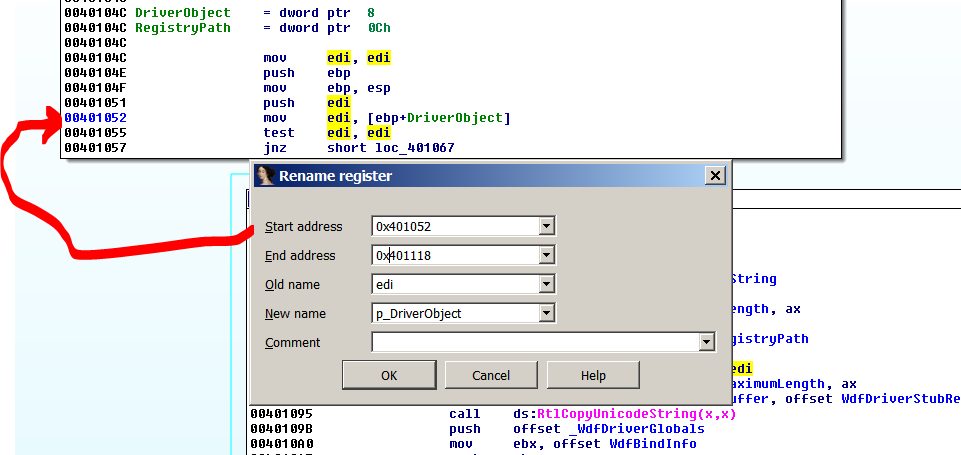 0040104C DriverObject = dword ptr 8
0040104C RegistryPath = dword ptr 0Ch
0040104C
0040104C mov edi, edi
0040104E push ebp
0040104F mov ebp, esp
00401051 push edi
00401052 mov edi, [ebp+DriverObject]
00401055 test edi, edi
00401057 jnz short loc_401067
Rename register
Start address 0x401052
End address 0x401118
Old name edi
New name p_DriverObject
Comment
OK Cancel Help
String
ength, ax
gistryPath
edi
aximumLength, ax
uffer, offset WdfDriverStubRe
00401095 call ds:RtlCopyUnicodeString(x,x)
0040109B push offset _WdfDriverGlobals
004010A0 mov ebx, offset WdfBindInfo